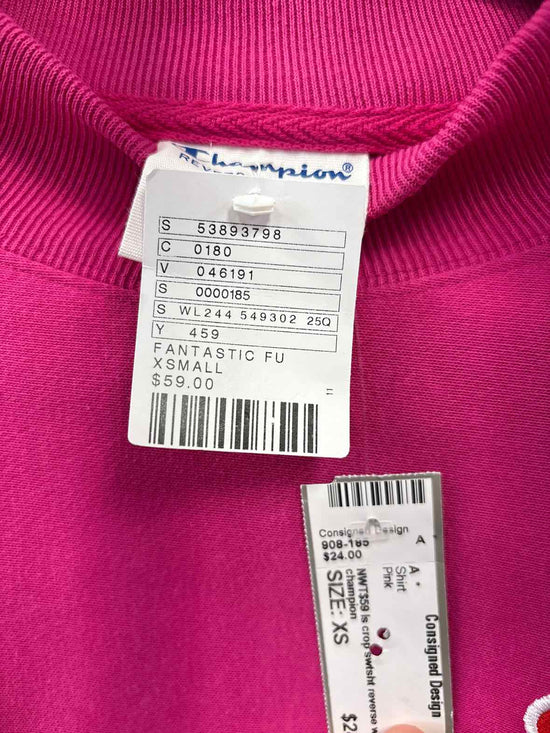 Champion®
S 53893798
C 0180
V 046191
S 0000185
S WL244 549302 25Q
Y 459
FANTASTIC FU
XSMALL
$59.00
Consigned Design
A
908-185
$24.00
Consigned Design
A
Shirt
Pink
NWT$59 ls crop swtsht reverse w
champion
SIZE: XS